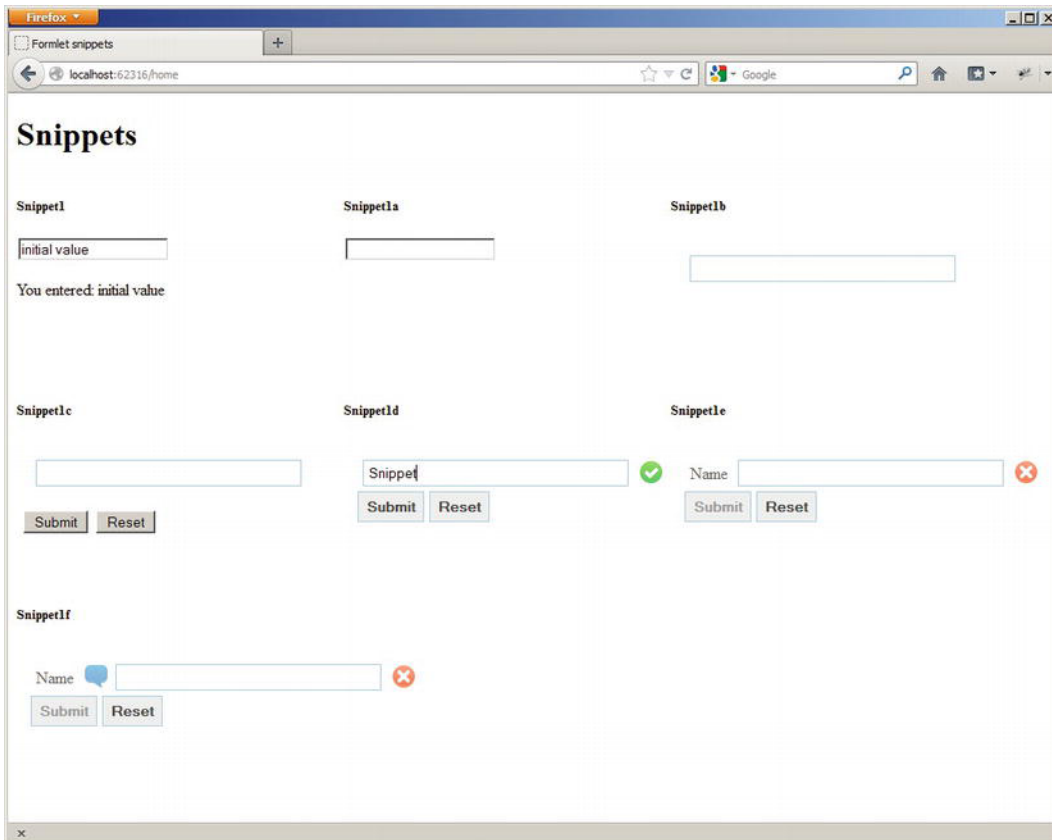 Firefox
Formlet snippets +
localhost:62316/home Google
Snippets
Snippet1 Snippet1a Snippet1b
initial value
You entered: initial value
Snippet1c Snippet1d Snippet1e
Snippet Name
Submit Reset Submit Reset
Submit Reset
Snippet1f
Name
Submit Reset
x